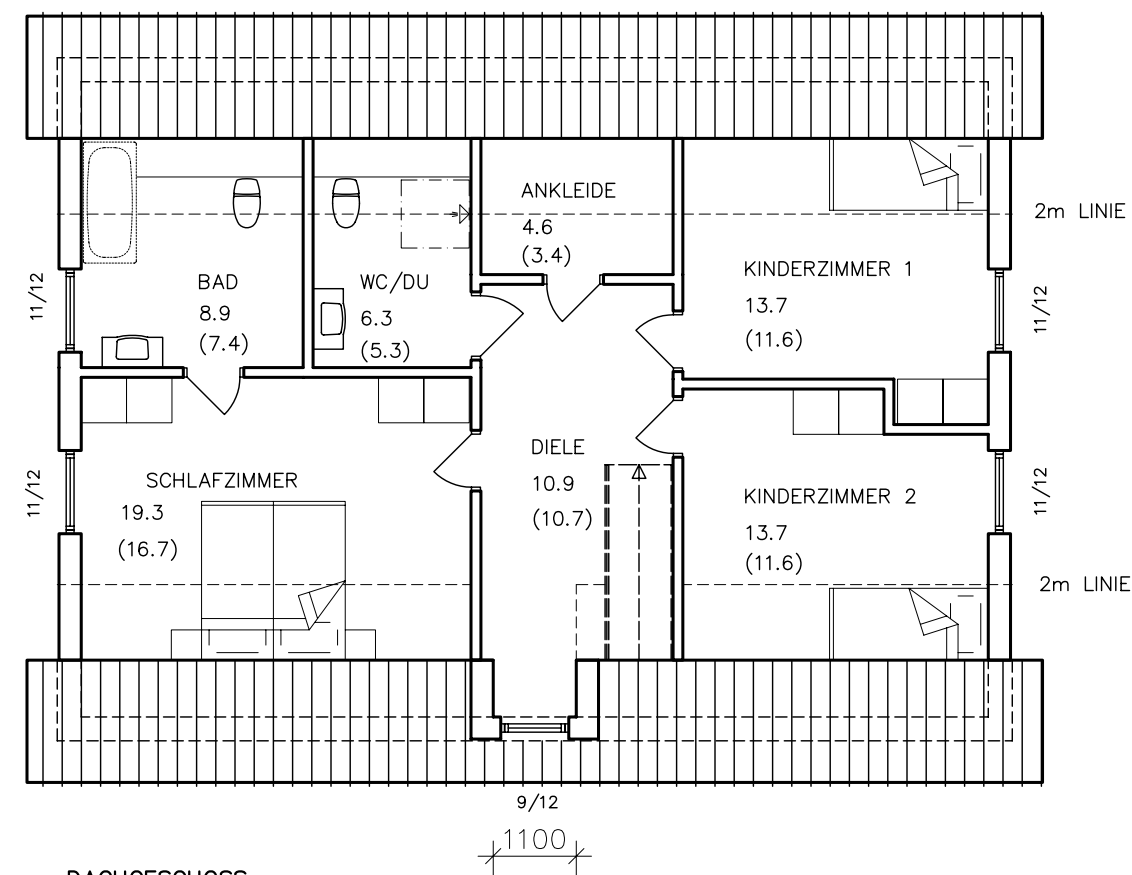 ANKLEIDE
4.6
(3.4)
2m LINIE
BAD
8.9
(7.4)
WC/DU
6.3
(5.3)
KINDERZIMMER 1
13.7
(11.6)
11/12
11/12
DIELE
10.9
(10.7)
SCHLAFZIMMER
19.3
(16.7)
KINDERZIMMER 2
13.7
(11.6)
11/12
11/12
2m LINIE
9/12
1100
DACHGESCHOSS